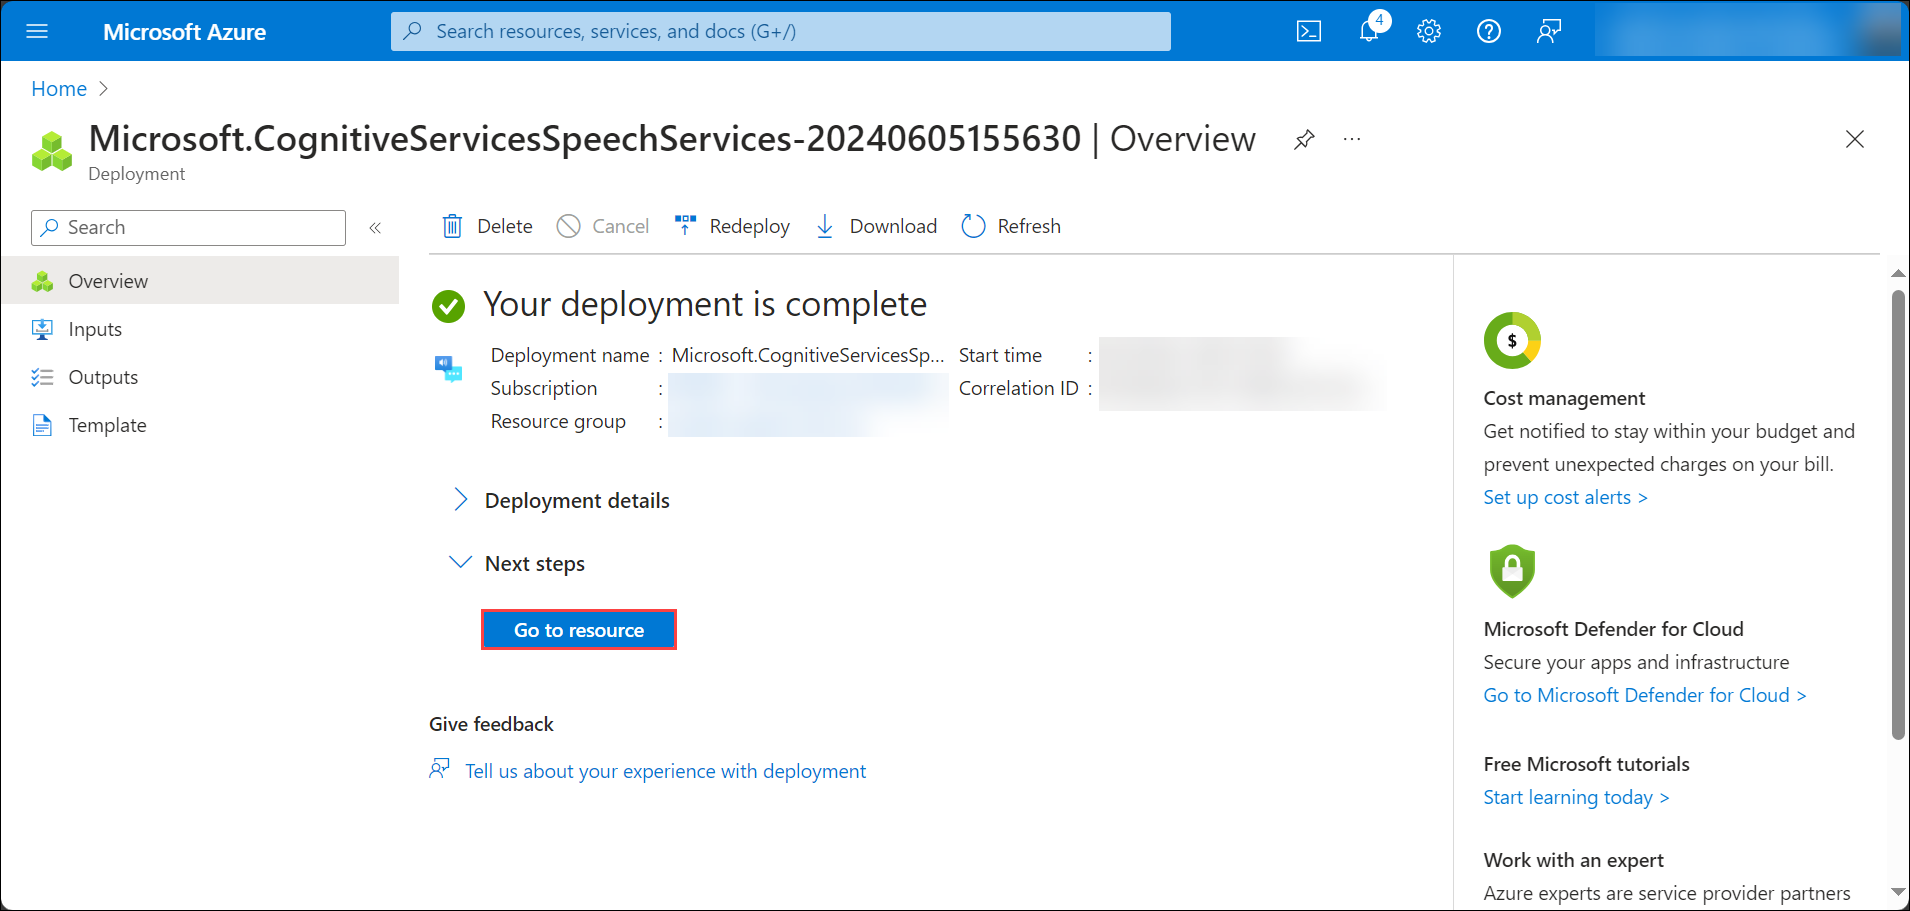 Microsoft Azure
Search resources, services, and docs (G+/)
4
Home
Microsoft.CognitiveServicesSpeechServices-20240605155630 | Overview
Deployment
Search
Overview
Inputs
Outputs
Template
Delete
Cancel
Redeploy
Download
Refresh
Your deployment is complete
Deployment name : Microsoft.CognitiveServicesSp...
Subscription :
Resource group :
Start time :
Correlation ID :
Deployment details
Next steps
Go to resource
Give feedback
Tell us about your experience with deployment
$
Cost management
Get notified to stay within your budget and
prevent unexpected charges on your bill.
Set up cost alerts >
Microsoft Defender for Cloud
Secure your apps and infrastructure
Go to Microsoft Defender for Cloud >
Free Microsoft tutorials
Start learning today >
Work with an expert
Azure experts are service provider partners